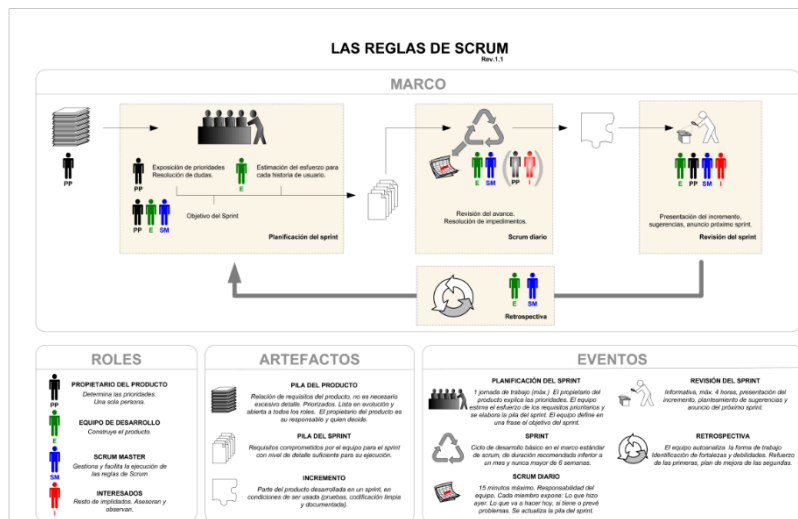 LAS REGLAS DE SCRUM
Rev.1.1
MARCO
PP
Exposición de prioridades
Resolución de dudas.
PP
Estimación del esfuerzo para
cada historia de usuario.
E
Objetivo del Sprint
PP E SM
Planificación del sprint
E SM ( PP I )
Revisión del avance.
Resolución de impedimentos.
Scrum diario
E PP SM I
Presentación del incremento,
sugerencias, anuncio próximo sprint.
Revisión del sprint
E SM
Retrospectiva
ROLES
PROPIETARIO DEL PRODUCTO
Determina las prioridades.
Una sola persona.
PP
EQUIPO DE DESARROLLO
Construye el producto.
E
SCRUM MASTER
Gestiona y facilita la ejecución de
las reglas de Scrum
SM
INTERESADOS
Resto de implidados. Asesoran y
observan.
I
ARTEFACTOS
PILA DEL PRODUCTO
Relación de requisitos del producto, no es necesario
excesivo detalle. Priorizados. Lista en evolución y
abierta a todos los roles. El propietario del producto es
su responsable y quien decide.
PILA DEL SPRINT
Requisitos comprometidos por el equipo para el sprint
con nivel de detalle suficiente para su ejecución.
INCREMENTO
Parte del producto desarrollada en un sprint, en
condiciones de ser usada (pruebas, codificación limpia
y documentada).
EVENTOS
PLANIFICACIÓN DEL SPRINT
1 jornada de trabajo (máx.) El propietario del
producto explica las prioridades. El equipo
estima el esfuerzo de los requisitos prioritarios y
se elabora la pila del sprint. El equipo define en
una frase el objetivo del sprint.
SPRINT
Ciclo de desarrollo básico en el marco estándar
de scrum, de duración recomendada inferior a
un mes y nunca mayor de 6 semanas.
SCRUM DIARIO
15 minutos máximo. Responsabilidad del
equipo. Cada miembro expone: Lo que hizo
ayer. Lo que va a hacer hoy, si tiene o prevé
problemas. Se actualiza la pila del sprint.
REVISIÓN DEL SPRINT
Informativa, máx. 4 horas, presentación del
incremento, planteamiento de sugerencias y
anuncio del próximo sprint.
RETROSPECTIVA
El equipo autoanaliza la forma de trabajo
Identificación de fortalezas y debilidades. Refuerzo
de las primeras, plan de mejora de las segundas.